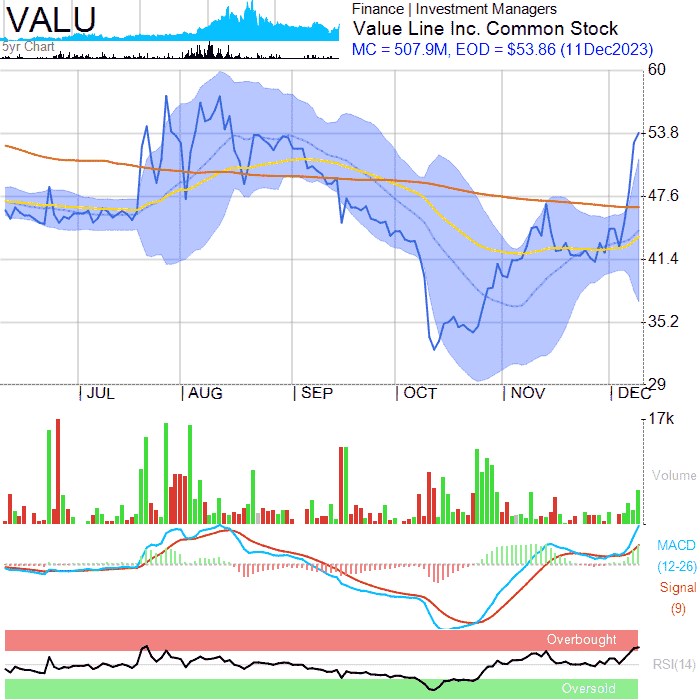 VALU
5yr Chart
Finance | Investment Managers
Value Line Inc. Common Stock
MC = 507.9M, EOD = $53.86 (11Dec2023)
60
53.8
47.6
41.4
35.2
29
JUL AUG SEP OCT NOV DEC
17k
Volume
MACD
(12-26)
Signal
(9)
Overbought
RSI(14)
Oversold